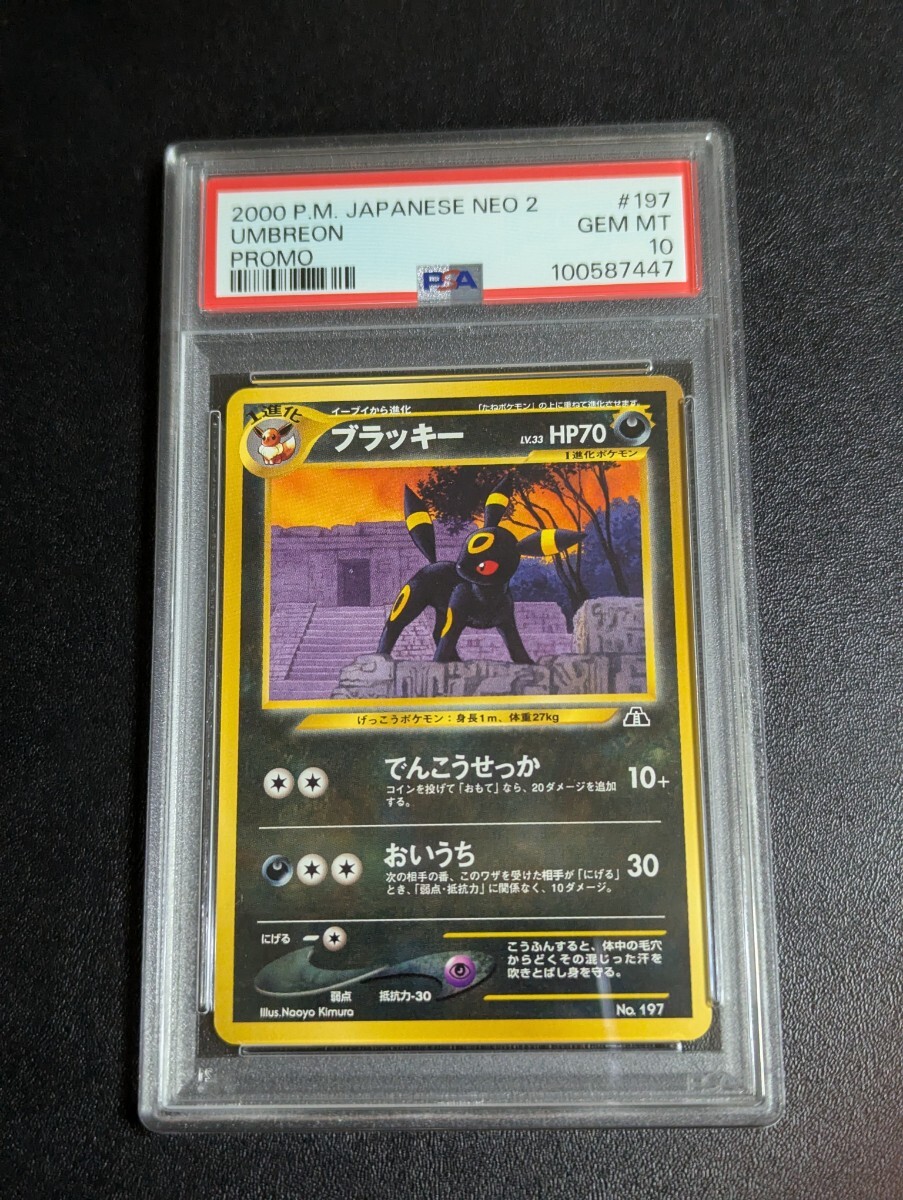 2000 P.M. JAPANESE NEO 2 #197
UMBREON GEM MT
PROMO 10
PSA 100587447
1進化 イーブイから進化 「たねポケモン」の上に重ねて進化させます。
ブラッキー LV.33 HP70
1進化ポケモン
げっこうポケモン：身長1m、体重27kg
でんこうせっか 10+
コインを投げて「おもて」なら、20ダメージを追加
する。
おいうち 30
次の相手の番、このワザを受けた相手が「にげる」
とき、「弱点・抵抗力」に関係なく、10ダメージ。
にげる
こうふんすると、体中の毛穴
からどくその混じった汗を
吹きとばし身を守る。
弱点 抵抗力-30
Illus.Naoyo Kimura No. 197